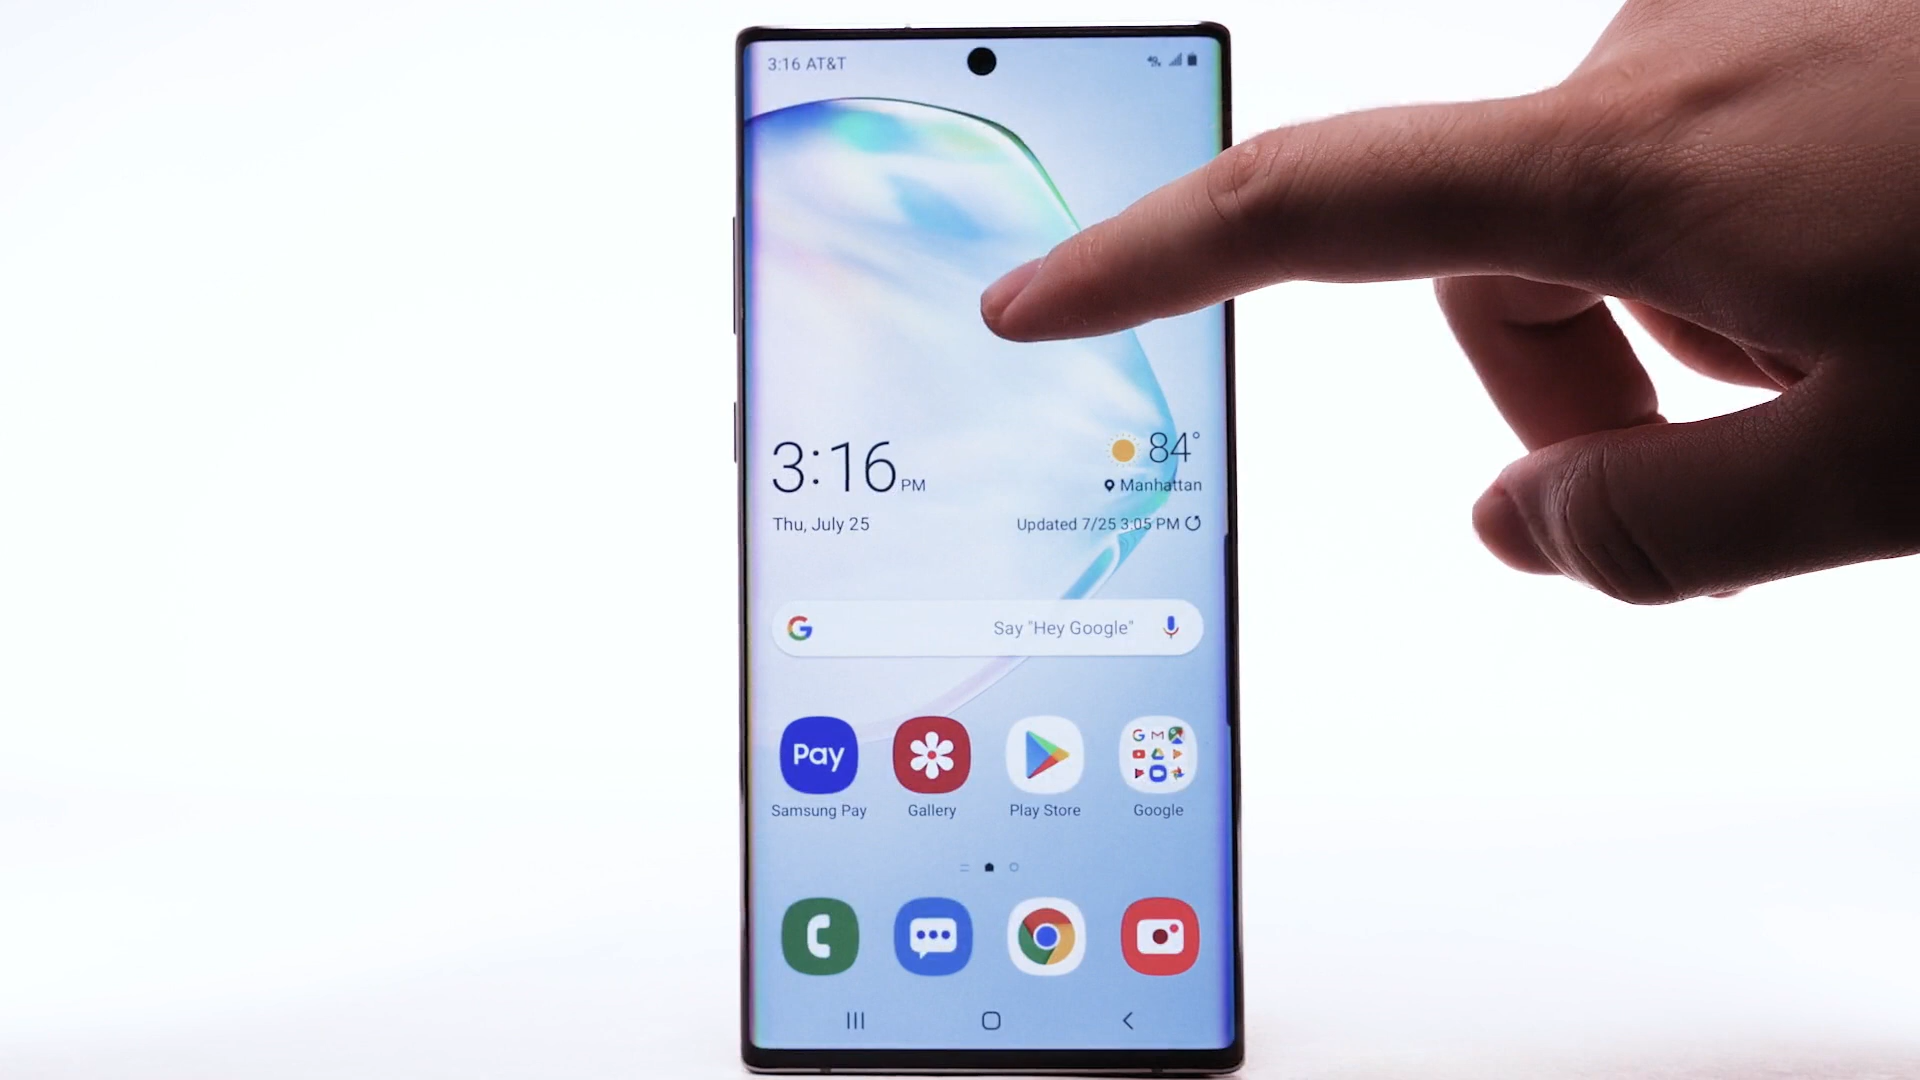 3:16 AT&T
3:16 PM
84°
Manhattan
Thu, July 25
Updated 7/25 3:05 PM
G Say "Hey Google"
Pay
Samsung Pay
Gallery
Play Store
Google